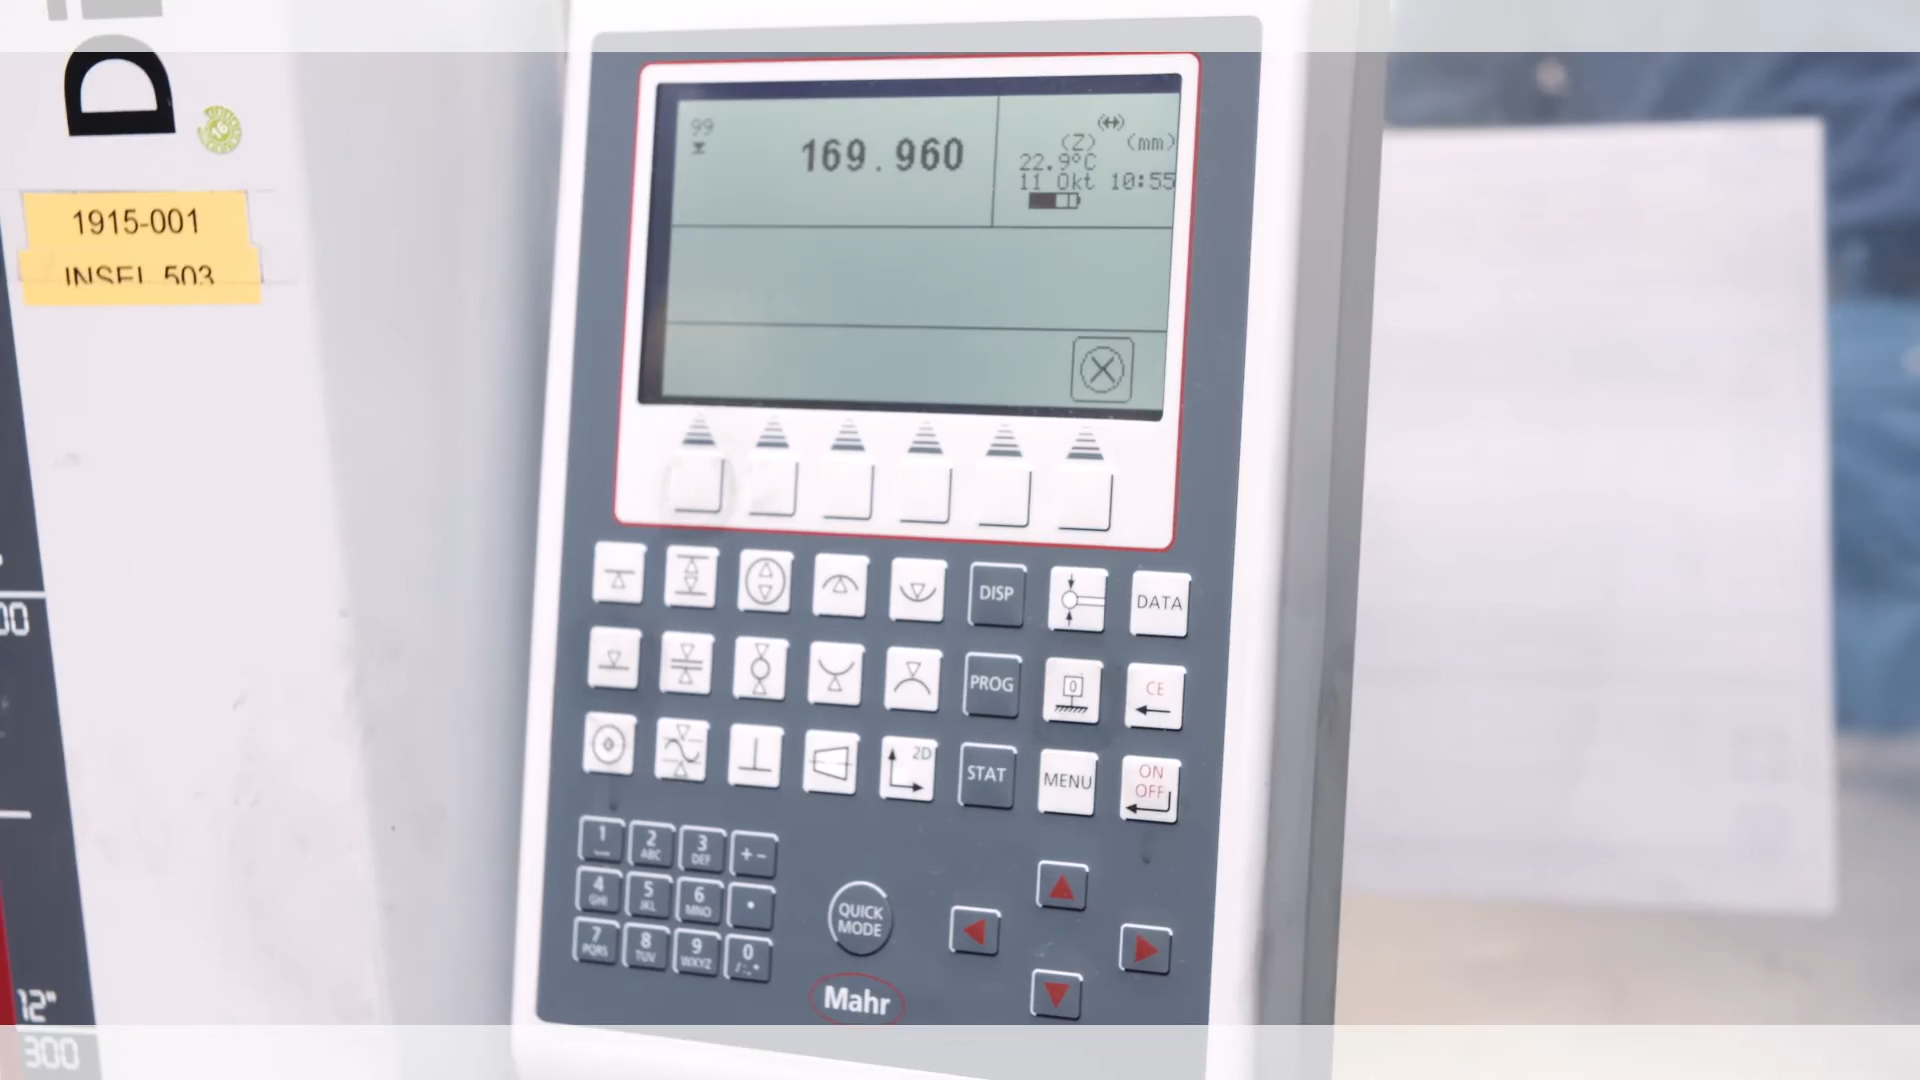 Di
1915-001
INSEL 503
99
169.960
(Z) (mm)
22.9°C
11 Okt 10:55
DISP
DATA
0
PROG
CE
2D
STAT
MENU
ON
OFF
1
2
ABC
3
DEF
+-
4
GHI
5
JKL
6
MNO
.
7
PQRS
8
TUV
9
WXYZ
0
QUICK
MODE
Mahr
00
12"
300